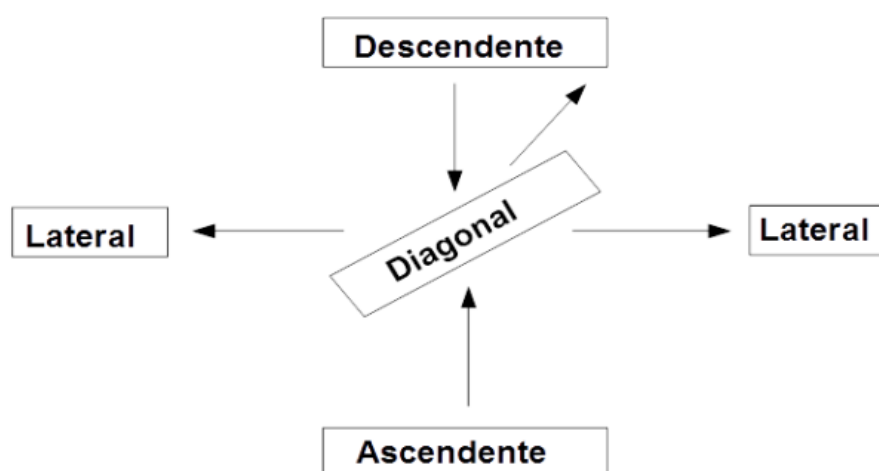 Descendente
Lateral
Diagonal
Lateral
Ascendente